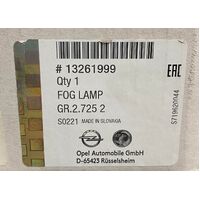 # 13261999
Qty 1
FOG LAMP
GR.2.725 2
S0221 MADE IN SLOVAKIA
Opel Automobile GmbH
D-65423 Rüsselsheim
EAC
S719620044